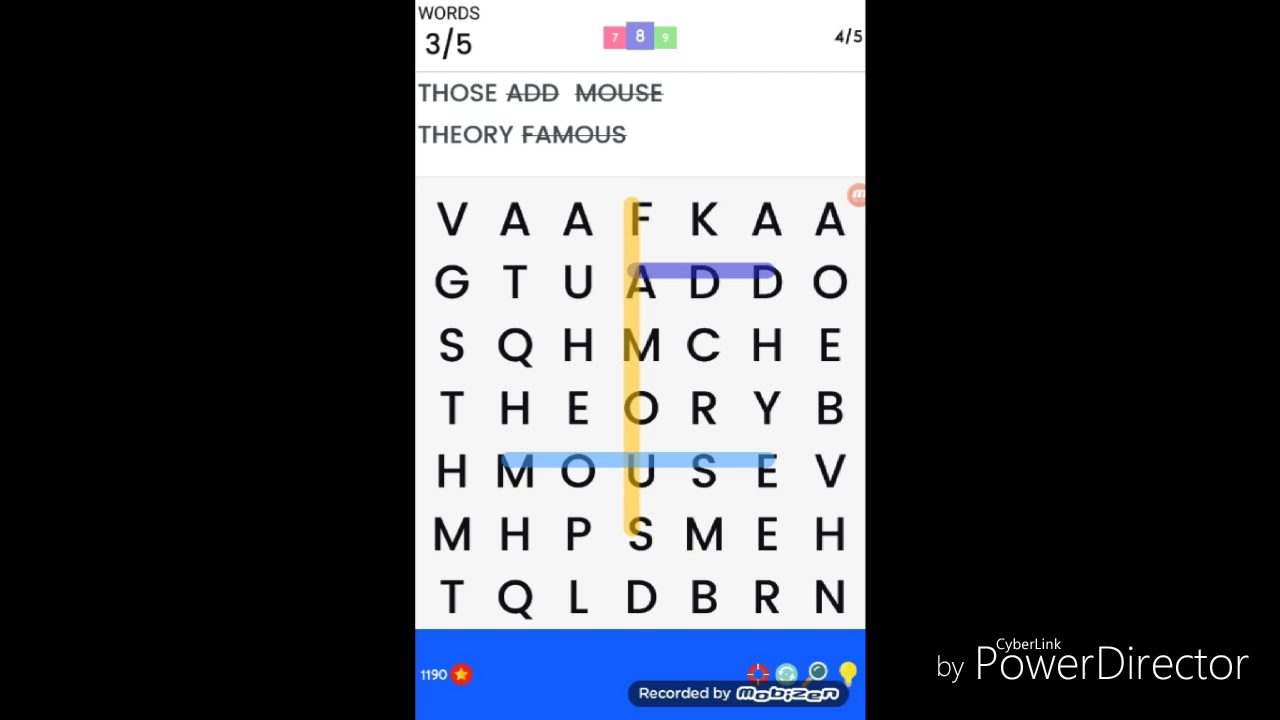 WORDS
3/5
7 8 9
4/5
THOSE ADD MOUSE
THEORY FAMOUS
m
V A A F K A A
G T U A D D O
S Q H M C H E
T H E O R Y B
H M O U S E V
M H P S M E H
T Q L D B R N
1190
Recorded by mobizen
by CyberLink PowerDirector